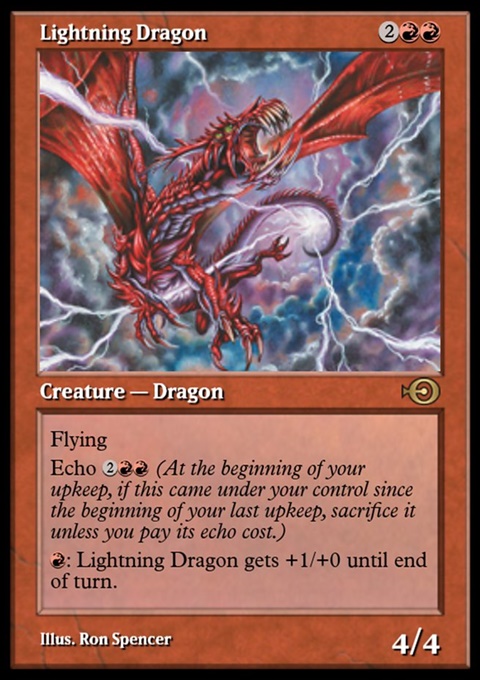 Lightning Dragon 2
Creature — Dragon
Flying
Echo 2 (At the beginning of your
upkeep, if this came under your control since
the beginning of your last upkeep, sacrifice it
unless you pay its echo cost.)
: Lightning Dragon gets +1/+0 until end
of turn.
Illus. Ron Spencer 4/4